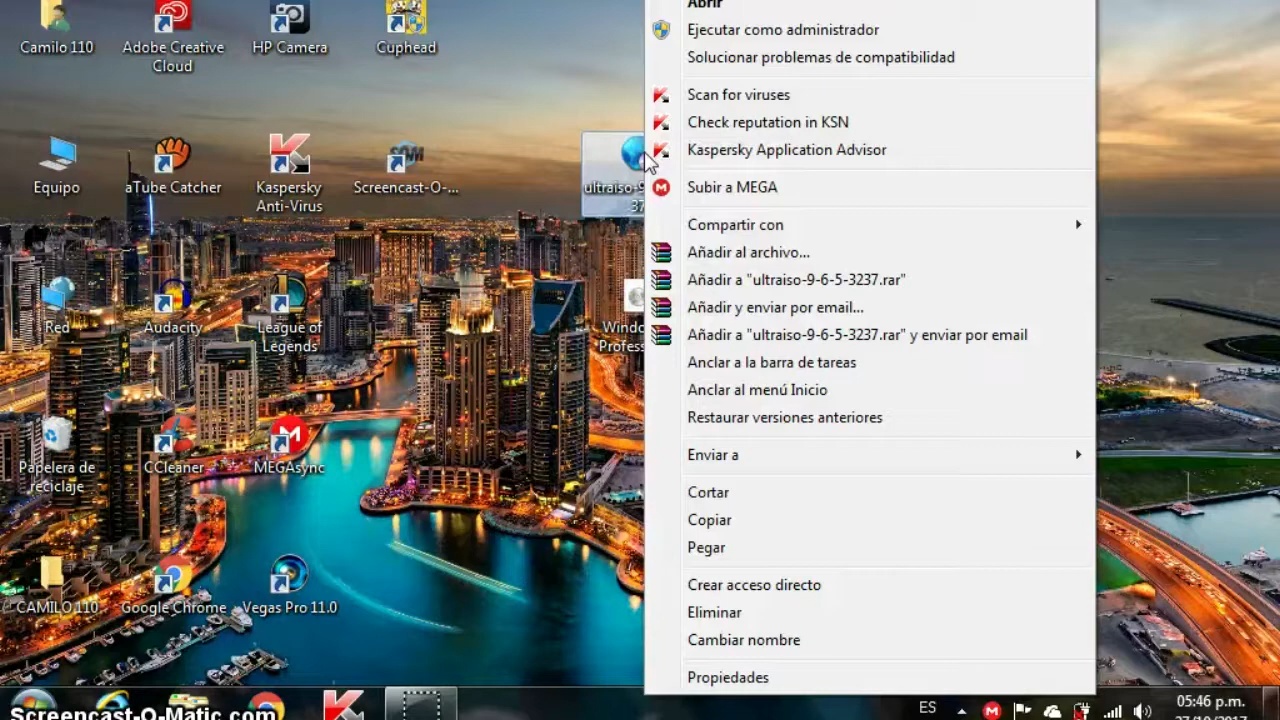 Camilo 110
Adobe Creative
Cloud
HP Camera
Cuphead
Equipo
aTube Catcher
Kaspersky
Anti-Virus
Screencast-O-...
ultraiso-9
37
Red
Audacity
League of
Legends
Windo
Profess
Papelera de
reciclaje
CCleaner
MEGAsync
CAMILO 110
Google Chrome
Vegas Pro 11.0
Abrir
Ejecutar como administrador
Solucionar problemas de compatibilidad
Scan for viruses
Check reputation in KSN
Kaspersky Application Advisor
Subir a MEGA
Compartir con
Añadir al archivo...
Añadir a "ultraiso-9-6-5-3237.rar"
Añadir y enviar por email...
Añadir a "ultraiso-9-6-5-3237.rar" y enviar por email
Anclar a la barra de tareas
Anclar al menú Inicio
Restaurar versiones anteriores
Enviar a
Cortar
Copiar
Pegar
Crear acceso directo
Eliminar
Cambiar nombre
Propiedades
Screencast-O-Matic.com
ES
05:46 p.m.
27/10/2017